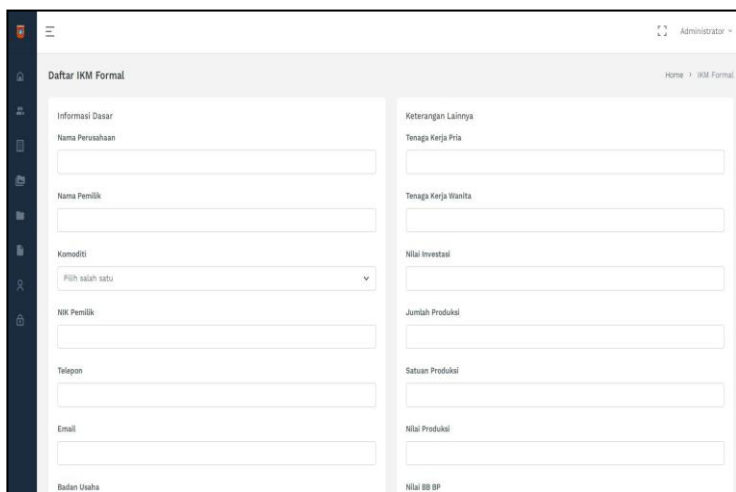 Administrator
Daftar IKM Formal
Home > IKM Formal
Informasi Dasar
Nama Perusahaan
Nama Pemilik
Komoditi
Pilih salah satu
NIK Pemilik
Telepon
Email
Badan Usaha
Keterangan Lainnya
Tenaga Kerja Pria
Tenaga Kerja Wanita
Nilai Investasi
Jumlah Produksi
Satuan Produksi
Nilai Produksi
Nilai BB BP